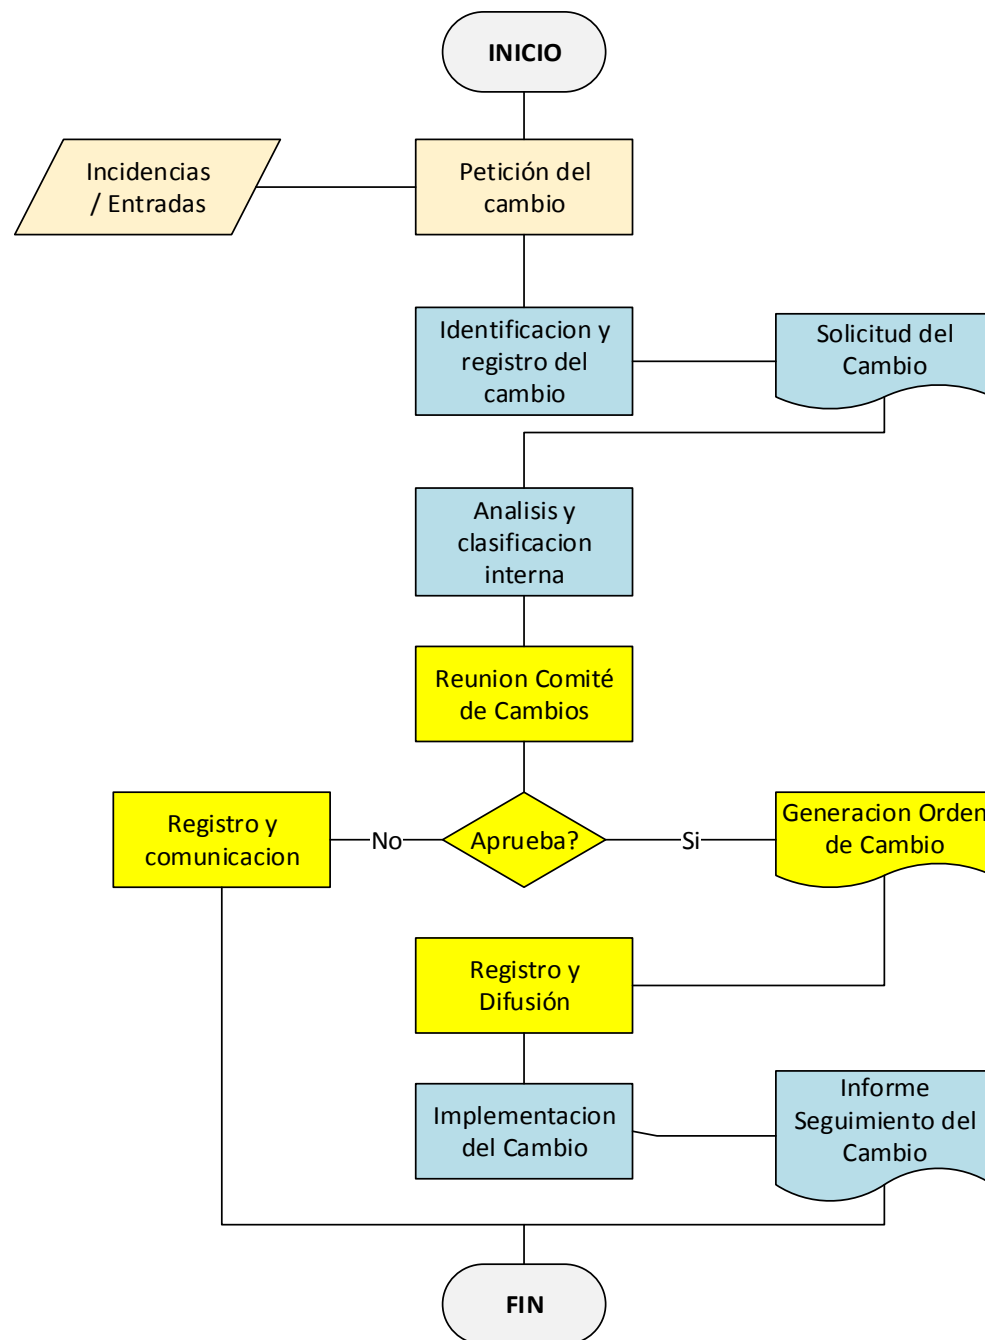 INICIO
Incidencias
/ Entradas
Petición del
cambio
Identificacion y
registro del
cambio
Solicitud del
Cambio
Analisis y
clasificacion
interna
Reunion Comité
de Cambios
Registro y
comunicacion
No
Aprueba?
Si
Generacion Orden
de Cambio
Registro y
Difusión
Implementacion
del Cambio
Informe
Seguimiento del
Cambio
FIN